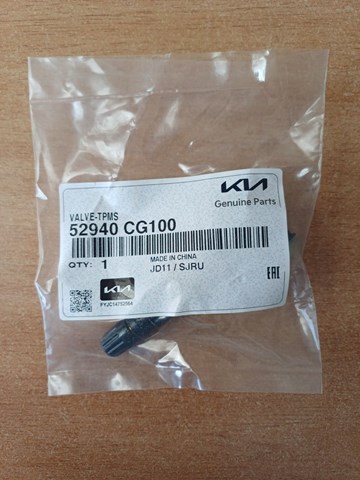 KIA
Genuine Parts
VALVE-TPMS
52940 CG100
MADE IN CHINA
QTY: 1
JD11 / SJRU
EAC
KIA